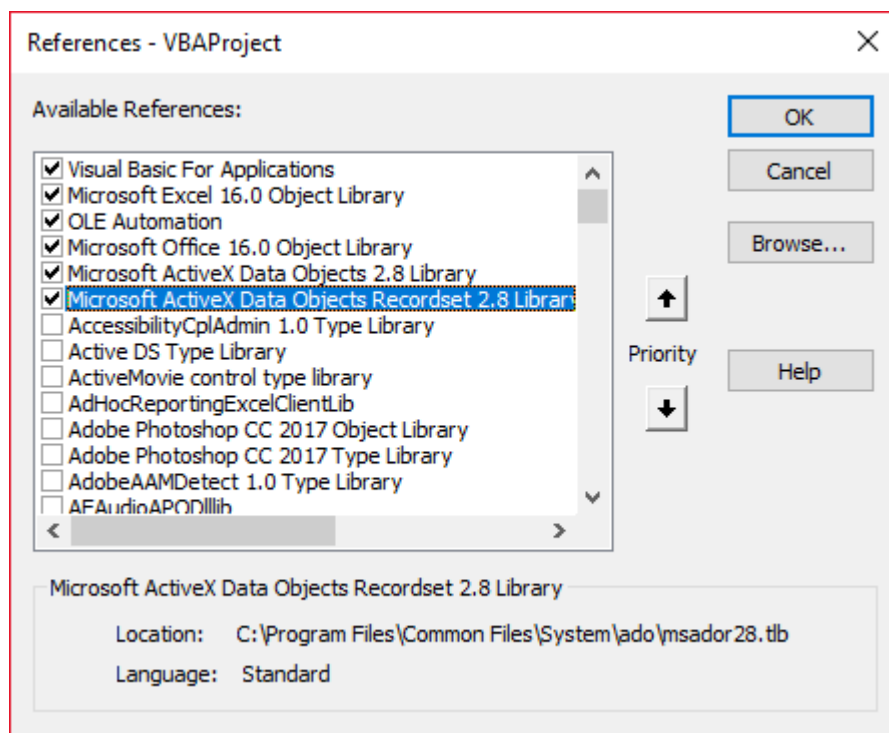 References - VBAProject
Available References:
Visual Basic For Applications
Microsoft Excel 16.0 Object Library
OLE Automation
Microsoft Office 16.0 Object Library
Microsoft ActiveX Data Objects 2.8 Library
Microsoft ActiveX Data Objects Recordset 2.8 Library
AccessibilityCplAdmin 1.0 Type Library
Active DS Type Library
ActiveMovie control type library
AdHocReportingExcelClientLib
Adobe Photoshop CC 2017 Object Library
Adobe Photoshop CC 2017 Type Library
AdobeAAMDetect 1.0 Type Library
AEAudioAPODlllib
OK
Cancel
Browse...
Priority
Help
Microsoft ActiveX Data Objects Recordset 2.8 Library
Location: C:\Program Files\Common Files\System\ado\msador28.tlb
Language: Standard